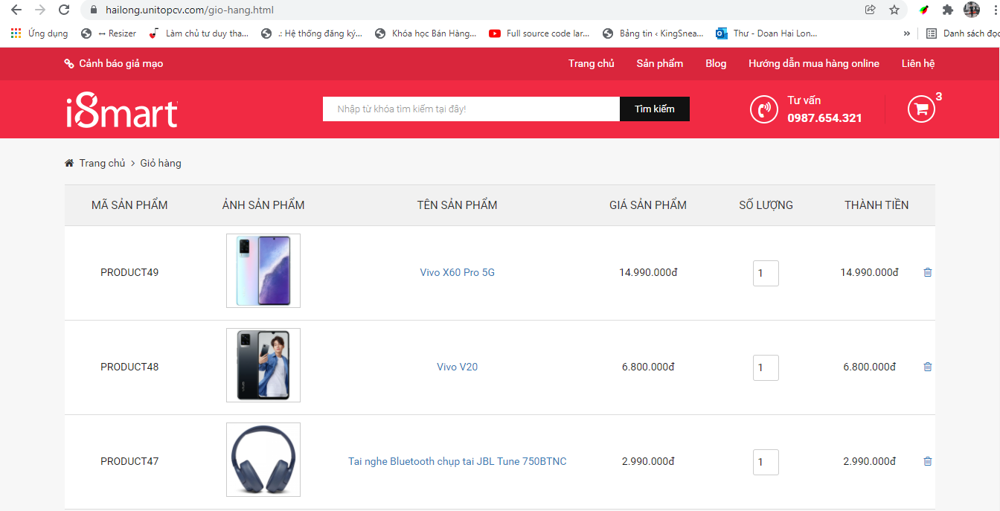 hailong.unitopcv.com/gio-hang.html
Ứng dụng
↔ Resizer
Làm chủ tư duy tha...
.: Hệ thống đăng ký...
Khóa học Bán Hàng...
Full source code lar...
Bảng tin ‹ KingSnea...
Thư - Doan Hai Lon...
»
Danh sách đọc
Cảnh báo giả mạo
Trang chủ
Sản phẩm
Blog
Hướng dẫn mua hàng online
Liên hệ
i8mart
Nhập từ khóa tìm kiếm tại đây!
Tìm kiếm
Tư vấn
0987.654.321
3
Trang chủ > Giỏ hàng
MÃ SẢN PHẨM ẢNH SẢN PHẨM TÊN SẢN PHẨM GIÁ SẢN PHẨM SỐ LƯỢNG THÀNH TIỀN
PRODUCT49 Vivo X60 Pro 5G 14.990.000đ 1 14.990.000đ
PRODUCT48 Vivo V20 6.800.000đ 1 6.800.000đ
PRODUCT47 Tai nghe Bluetooth chụp tai JBL Tune 750BTNC 2.990.000đ 1 2.990.000đ